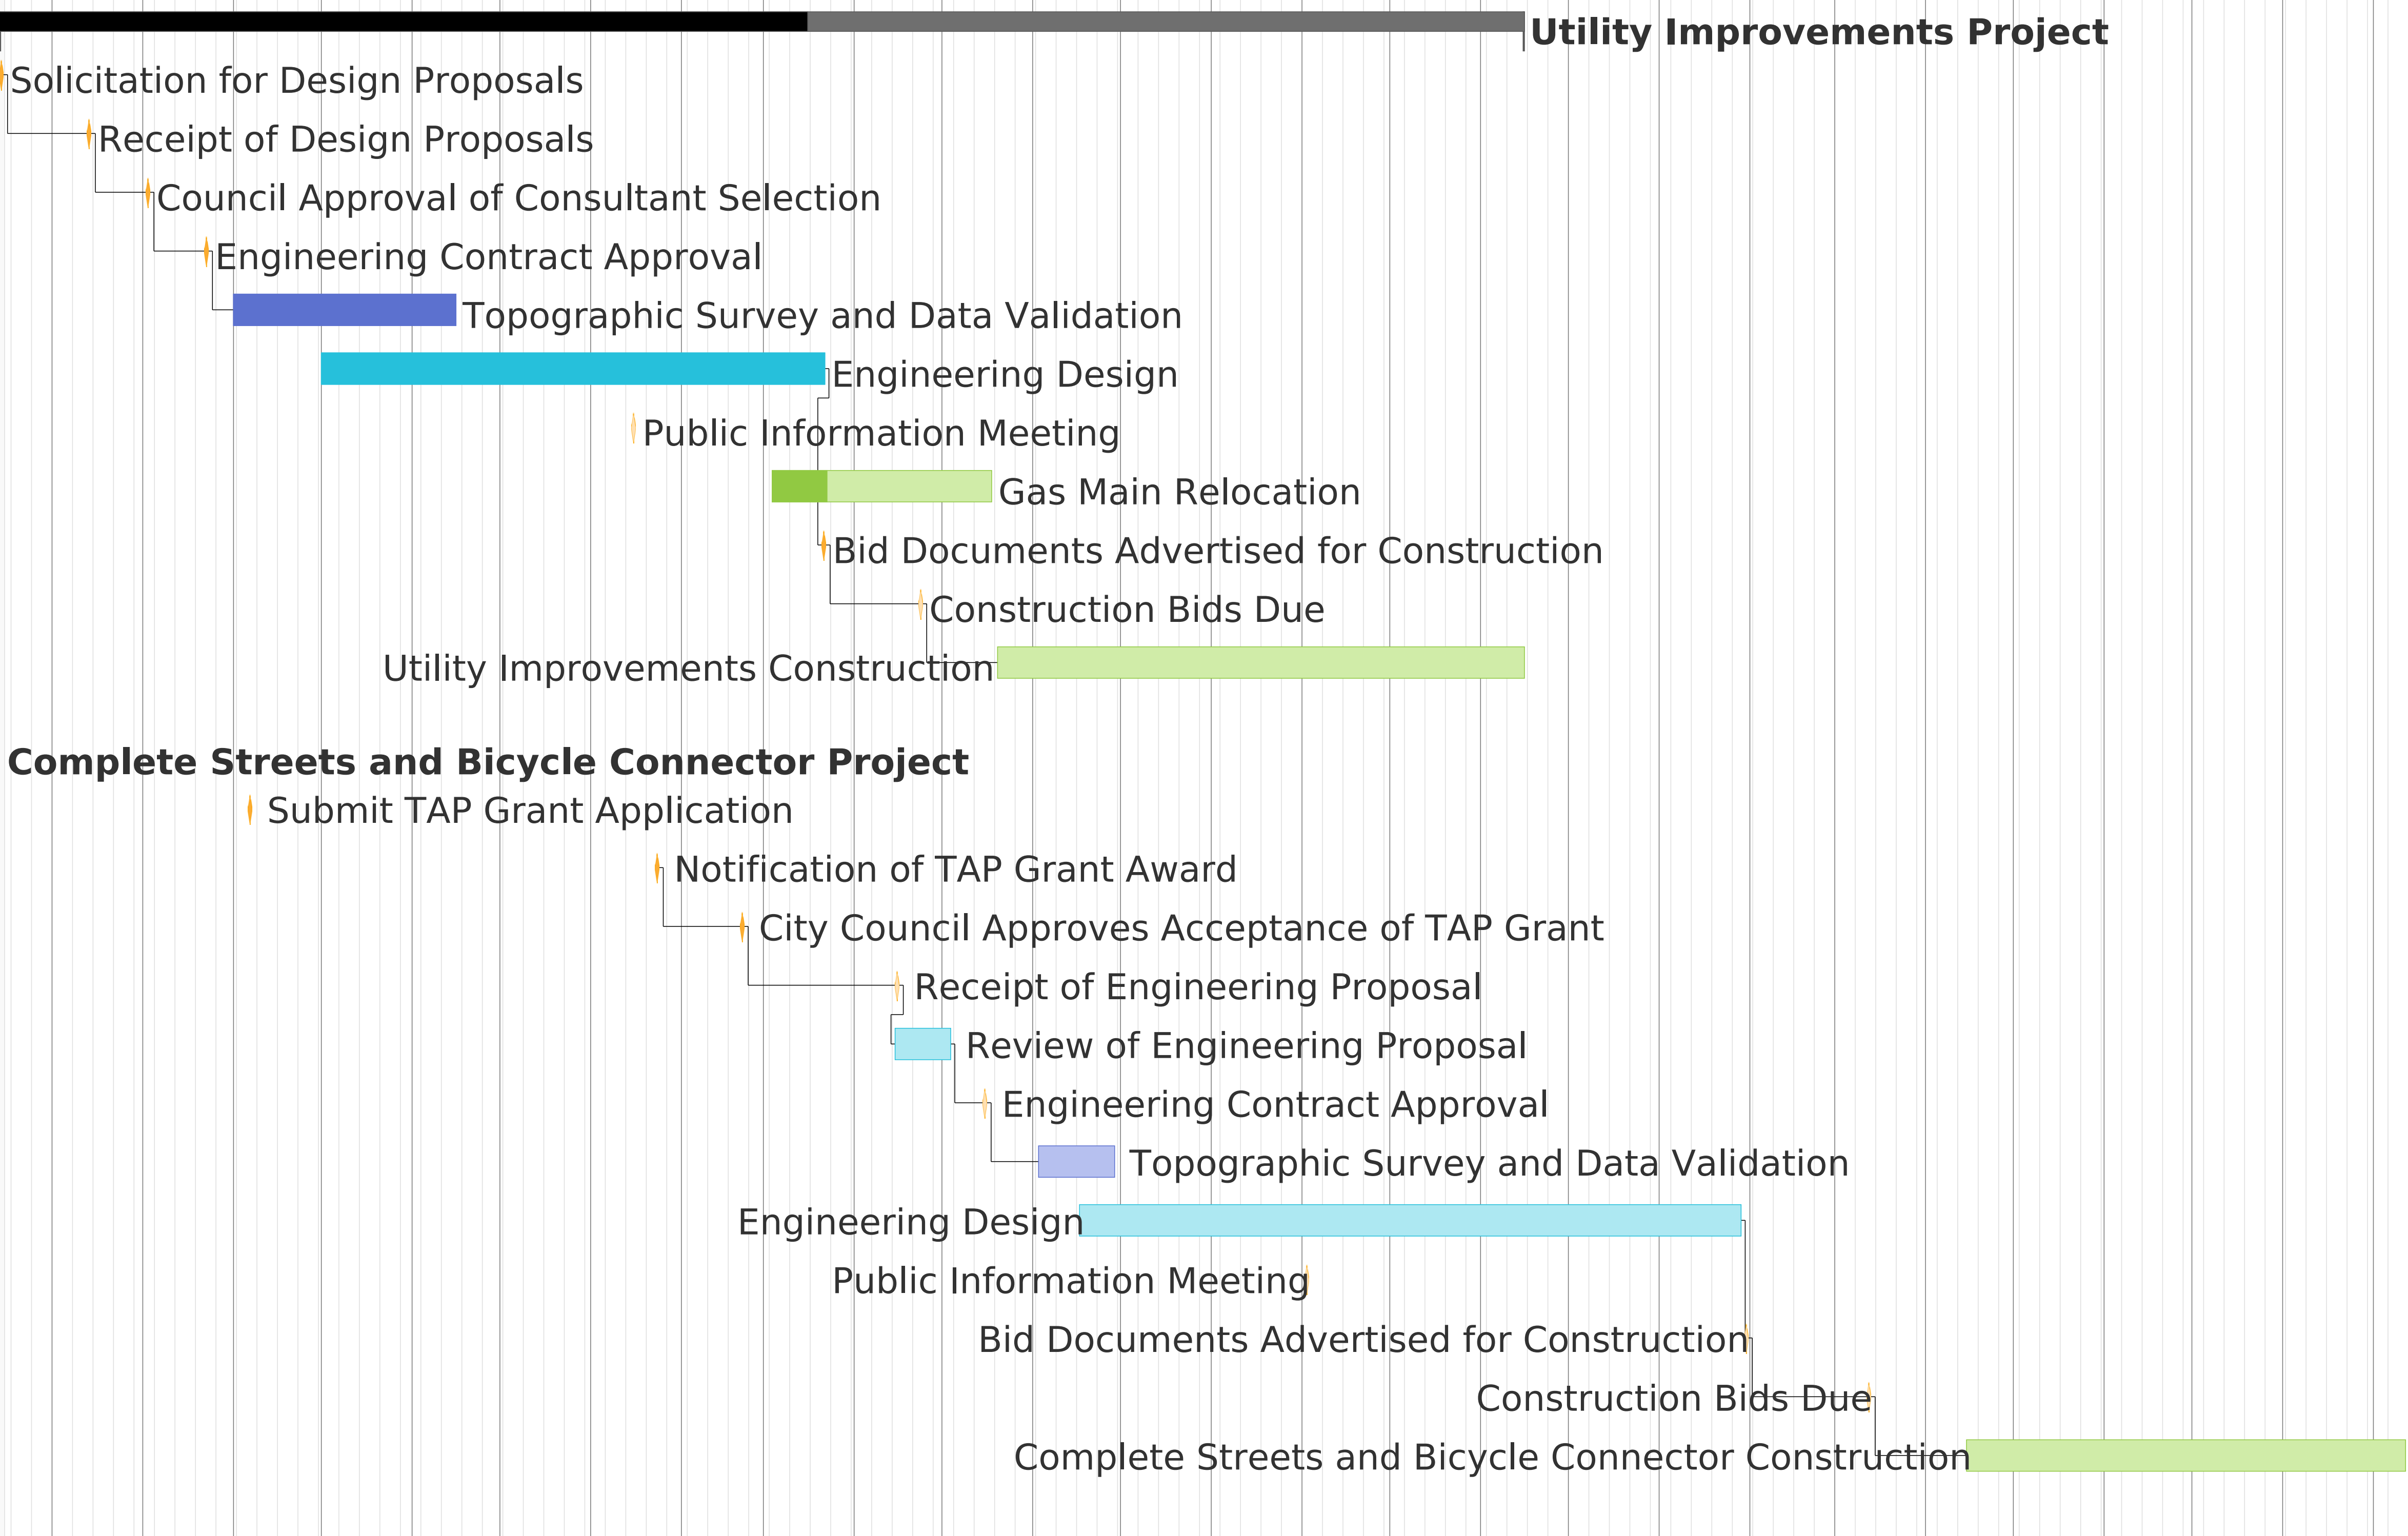 Utility Improvements Project
Solicitation for Design Proposals
Receipt of Design Proposals
Council Approval of Consultant Selection
Engineering Contract Approval
Topographic Survey and Data Validation
Engineering Design
Public Information Meeting
Gas Main Relocation
Bid Documents Advertised for Construction
Construction Bids Due
Utility Improvements Construction
Complete Streets and Bicycle Connector Project
Submit TAP Grant Application
Notification of TAP Grant Award
City Council Approves Acceptance of TAP Grant
Receipt of Engineering Proposal
Review of Engineering Proposal
Engineering Contract Approval
Topographic Survey and Data Validation
Engineering Design
Public Information Meeting
Bid Documents Advertised for Construction
Construction Bids Due
Complete Streets and Bicycle Connector Construction